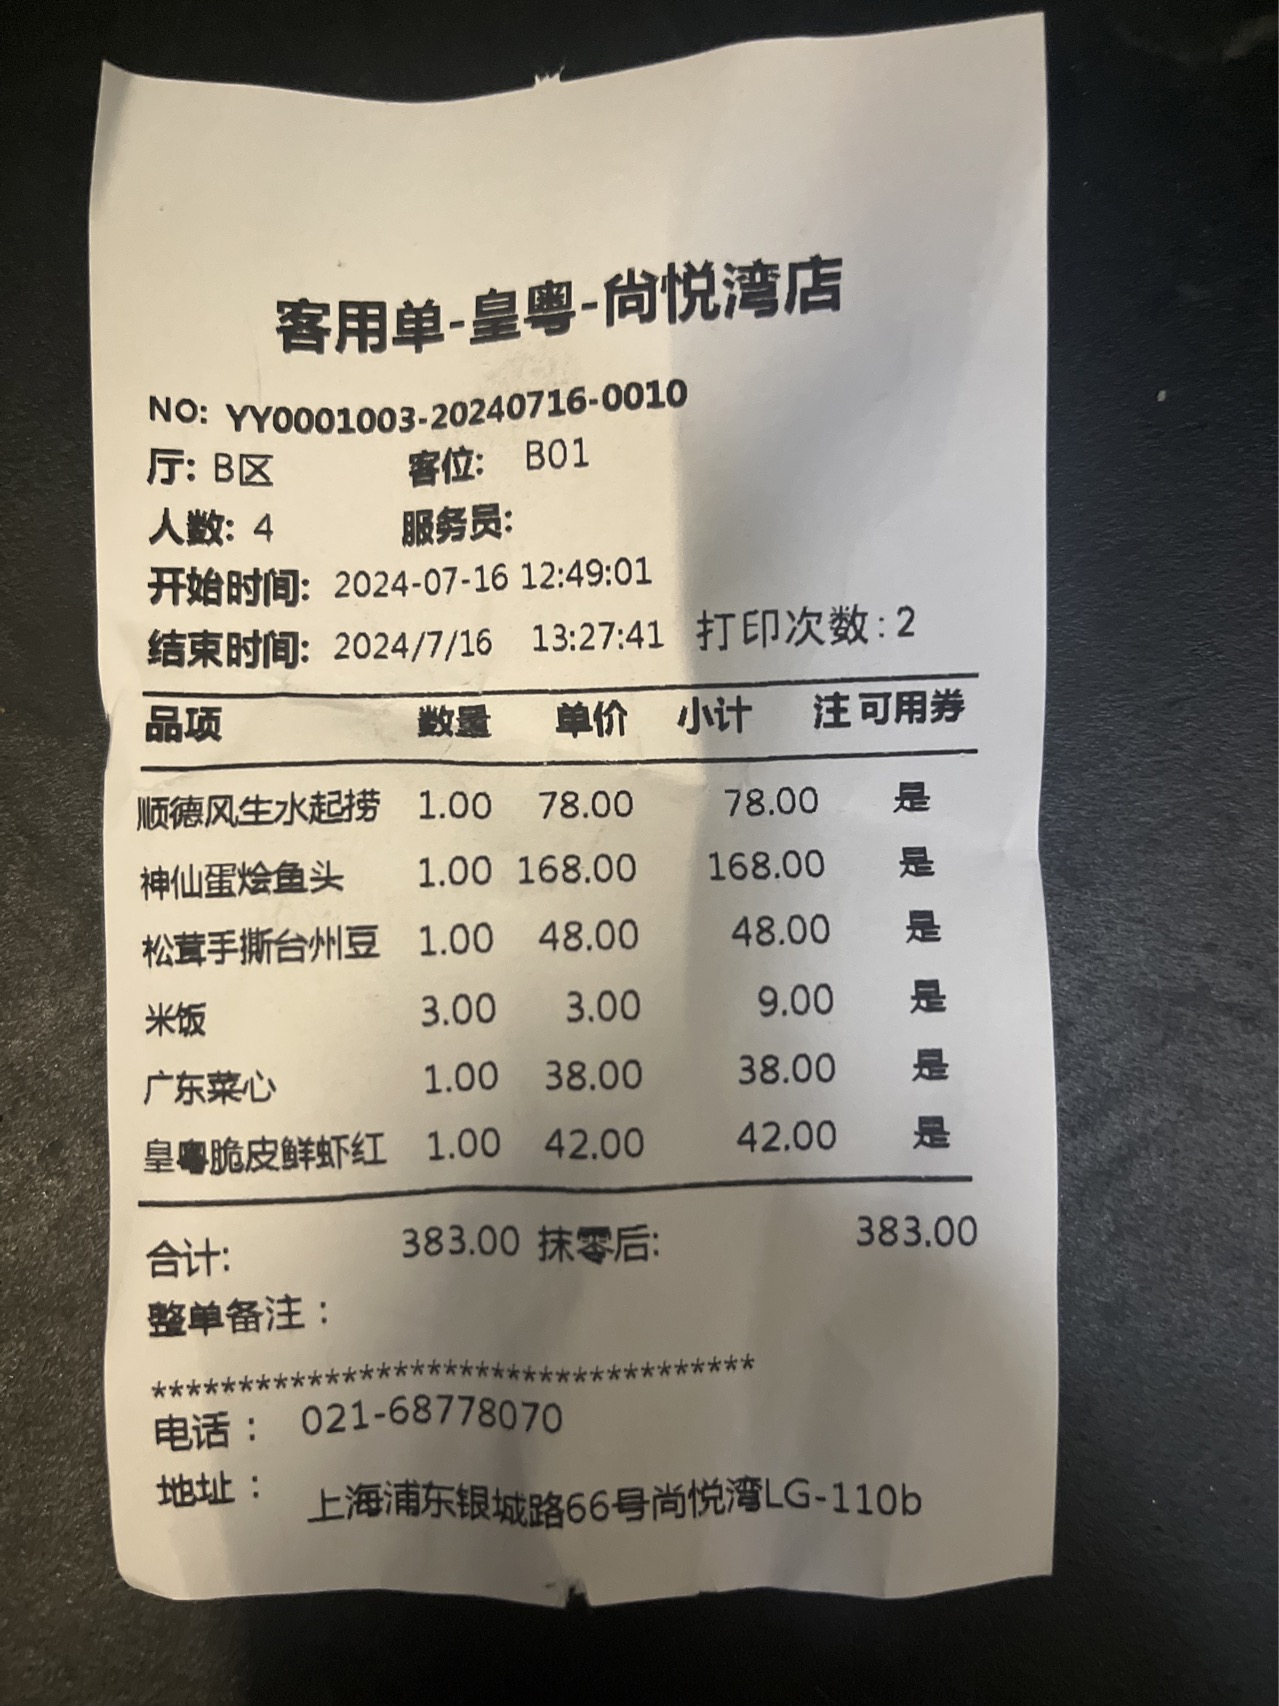 客用单-皇粤-尚悦湾店
NO: YY0001003-20240716-0010
厅: B区 客位: B01
人数: 4 服务员:
开始时间: 2024-07-16 12:49:01
结束时间: 2024/7/16 13:27:41 打印次数:2
品项 数量 单价 小计 注 可用券
顺德风生水起捞 1.00 78.00 78.00 是
神仙蛋烩鱼头 1.00 168.00 168.00 是
松茸手撕台州豆 1.00 48.00 48.00 是
米饭 3.00 3.00 9.00 是
广东菜心 1.00 38.00 38.00 是
皇粤脆皮鲜虾红 1.00 42.00 42.00 是
合计: 383.00 抹零后: 383.00
整单备注：
***********************************
电话： 021-68778070
地址： 上海浦东银城路66号尚悦湾LG-110b